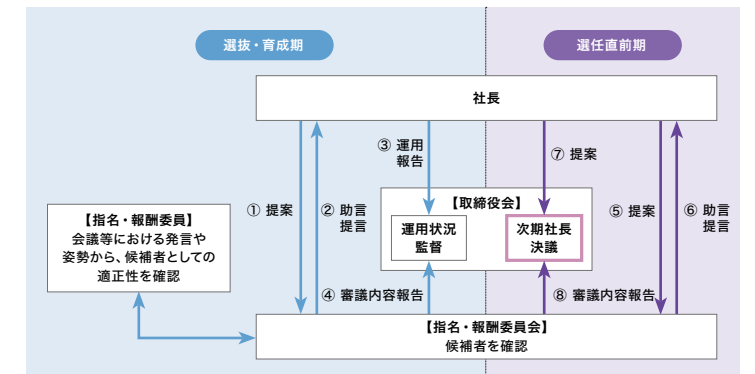 選抜・育成期
選任直前期
社長
③ 運用
報告
⑦ 提案
① 提案
② 助言
提言
【取締役会】
運用状況
監督
次期社長
決議
⑤ 提案
⑥ 助言
提言
【指名・報酬委員】
会議等における発言や
姿勢から、候補者としての
適正性を確認
④ 審議内容報告
⑧ 審議内容報告
【指名・報酬委員会】
候補者を確認